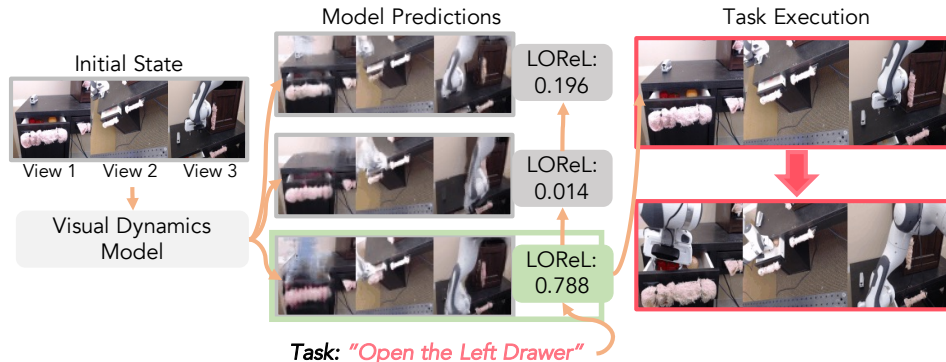 Model Predictions
Task Execution
Initial State
View 1
View 2
View 3
Visual Dynamics
Model
LOReL:
0.196
LOReL:
0.014
LOReL:
0.788
Task: "Open the Left Drawer"